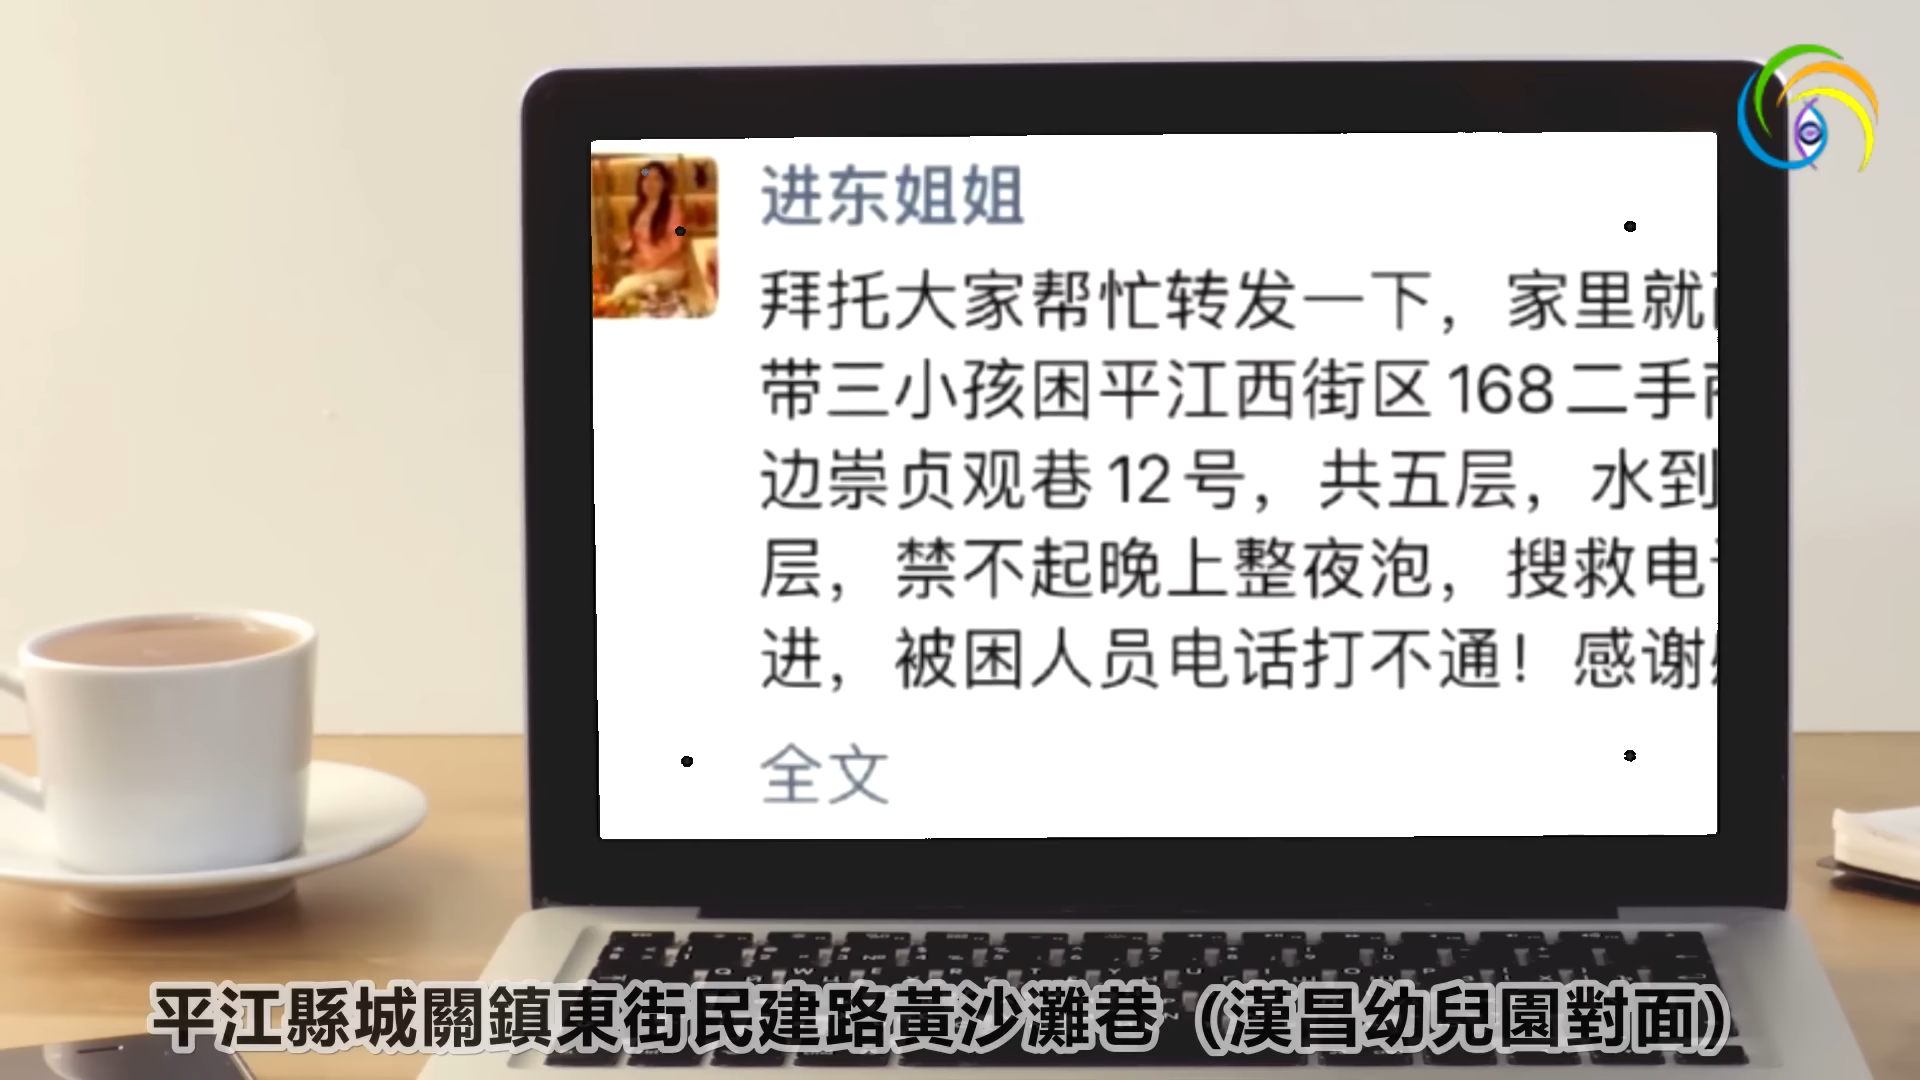 进东姐姐
拜托大家帮忙转发一下，家里就
带三小孩困平江西街区168二手
边崇贞观巷12号，共五层，水到
层，禁不起晚上整夜泡，搜救电
进，被困人员电话打不通！感谢
全文
平江縣城關鎮東街民建路黃沙灘巷（漢昌幼兒園對面）